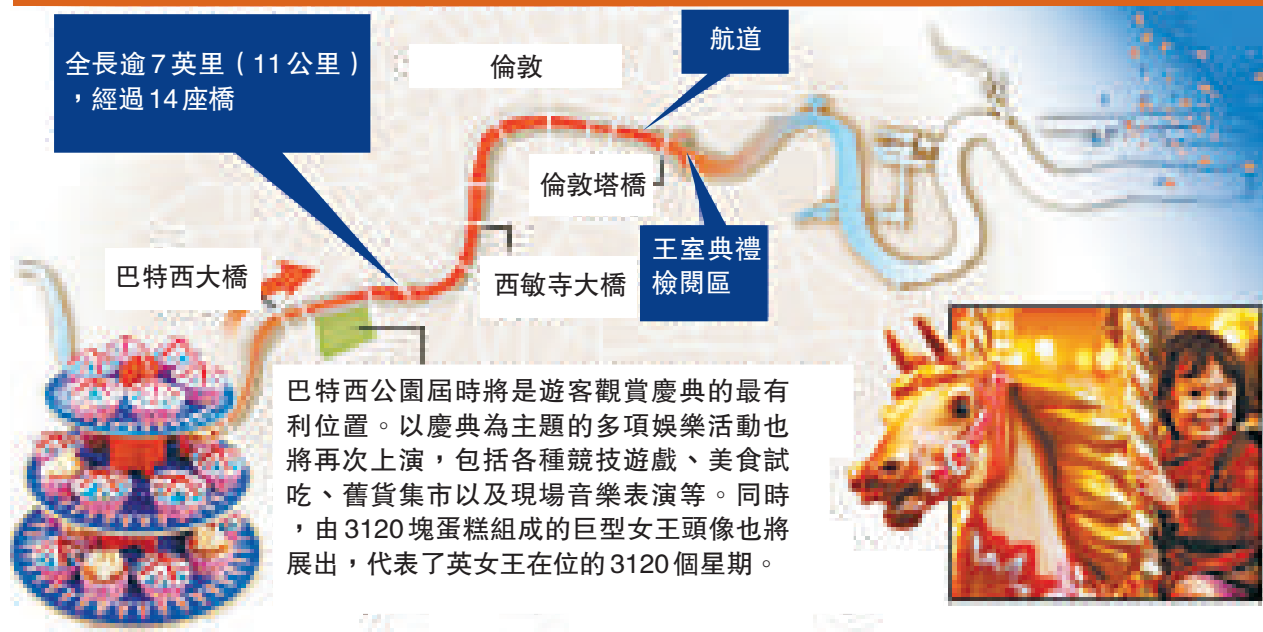 全長逾7英里（11公里）
，經過14座橋
倫敦
航道
倫敦塔橋
王室典禮
檢閱區
巴特西大橋
西敏寺大橋
巴特西公園屆時將是遊客觀賞慶典的最有
利位置。以慶典為主題的多項娛樂活動也
將再次上演，包括各種競技遊戲、美食試
吃、舊貨集市以及現場音樂表演等。同時
，由3120塊蛋糕組成的巨型女王頭像也將
展出，代表了英女王在位的3120個星期。